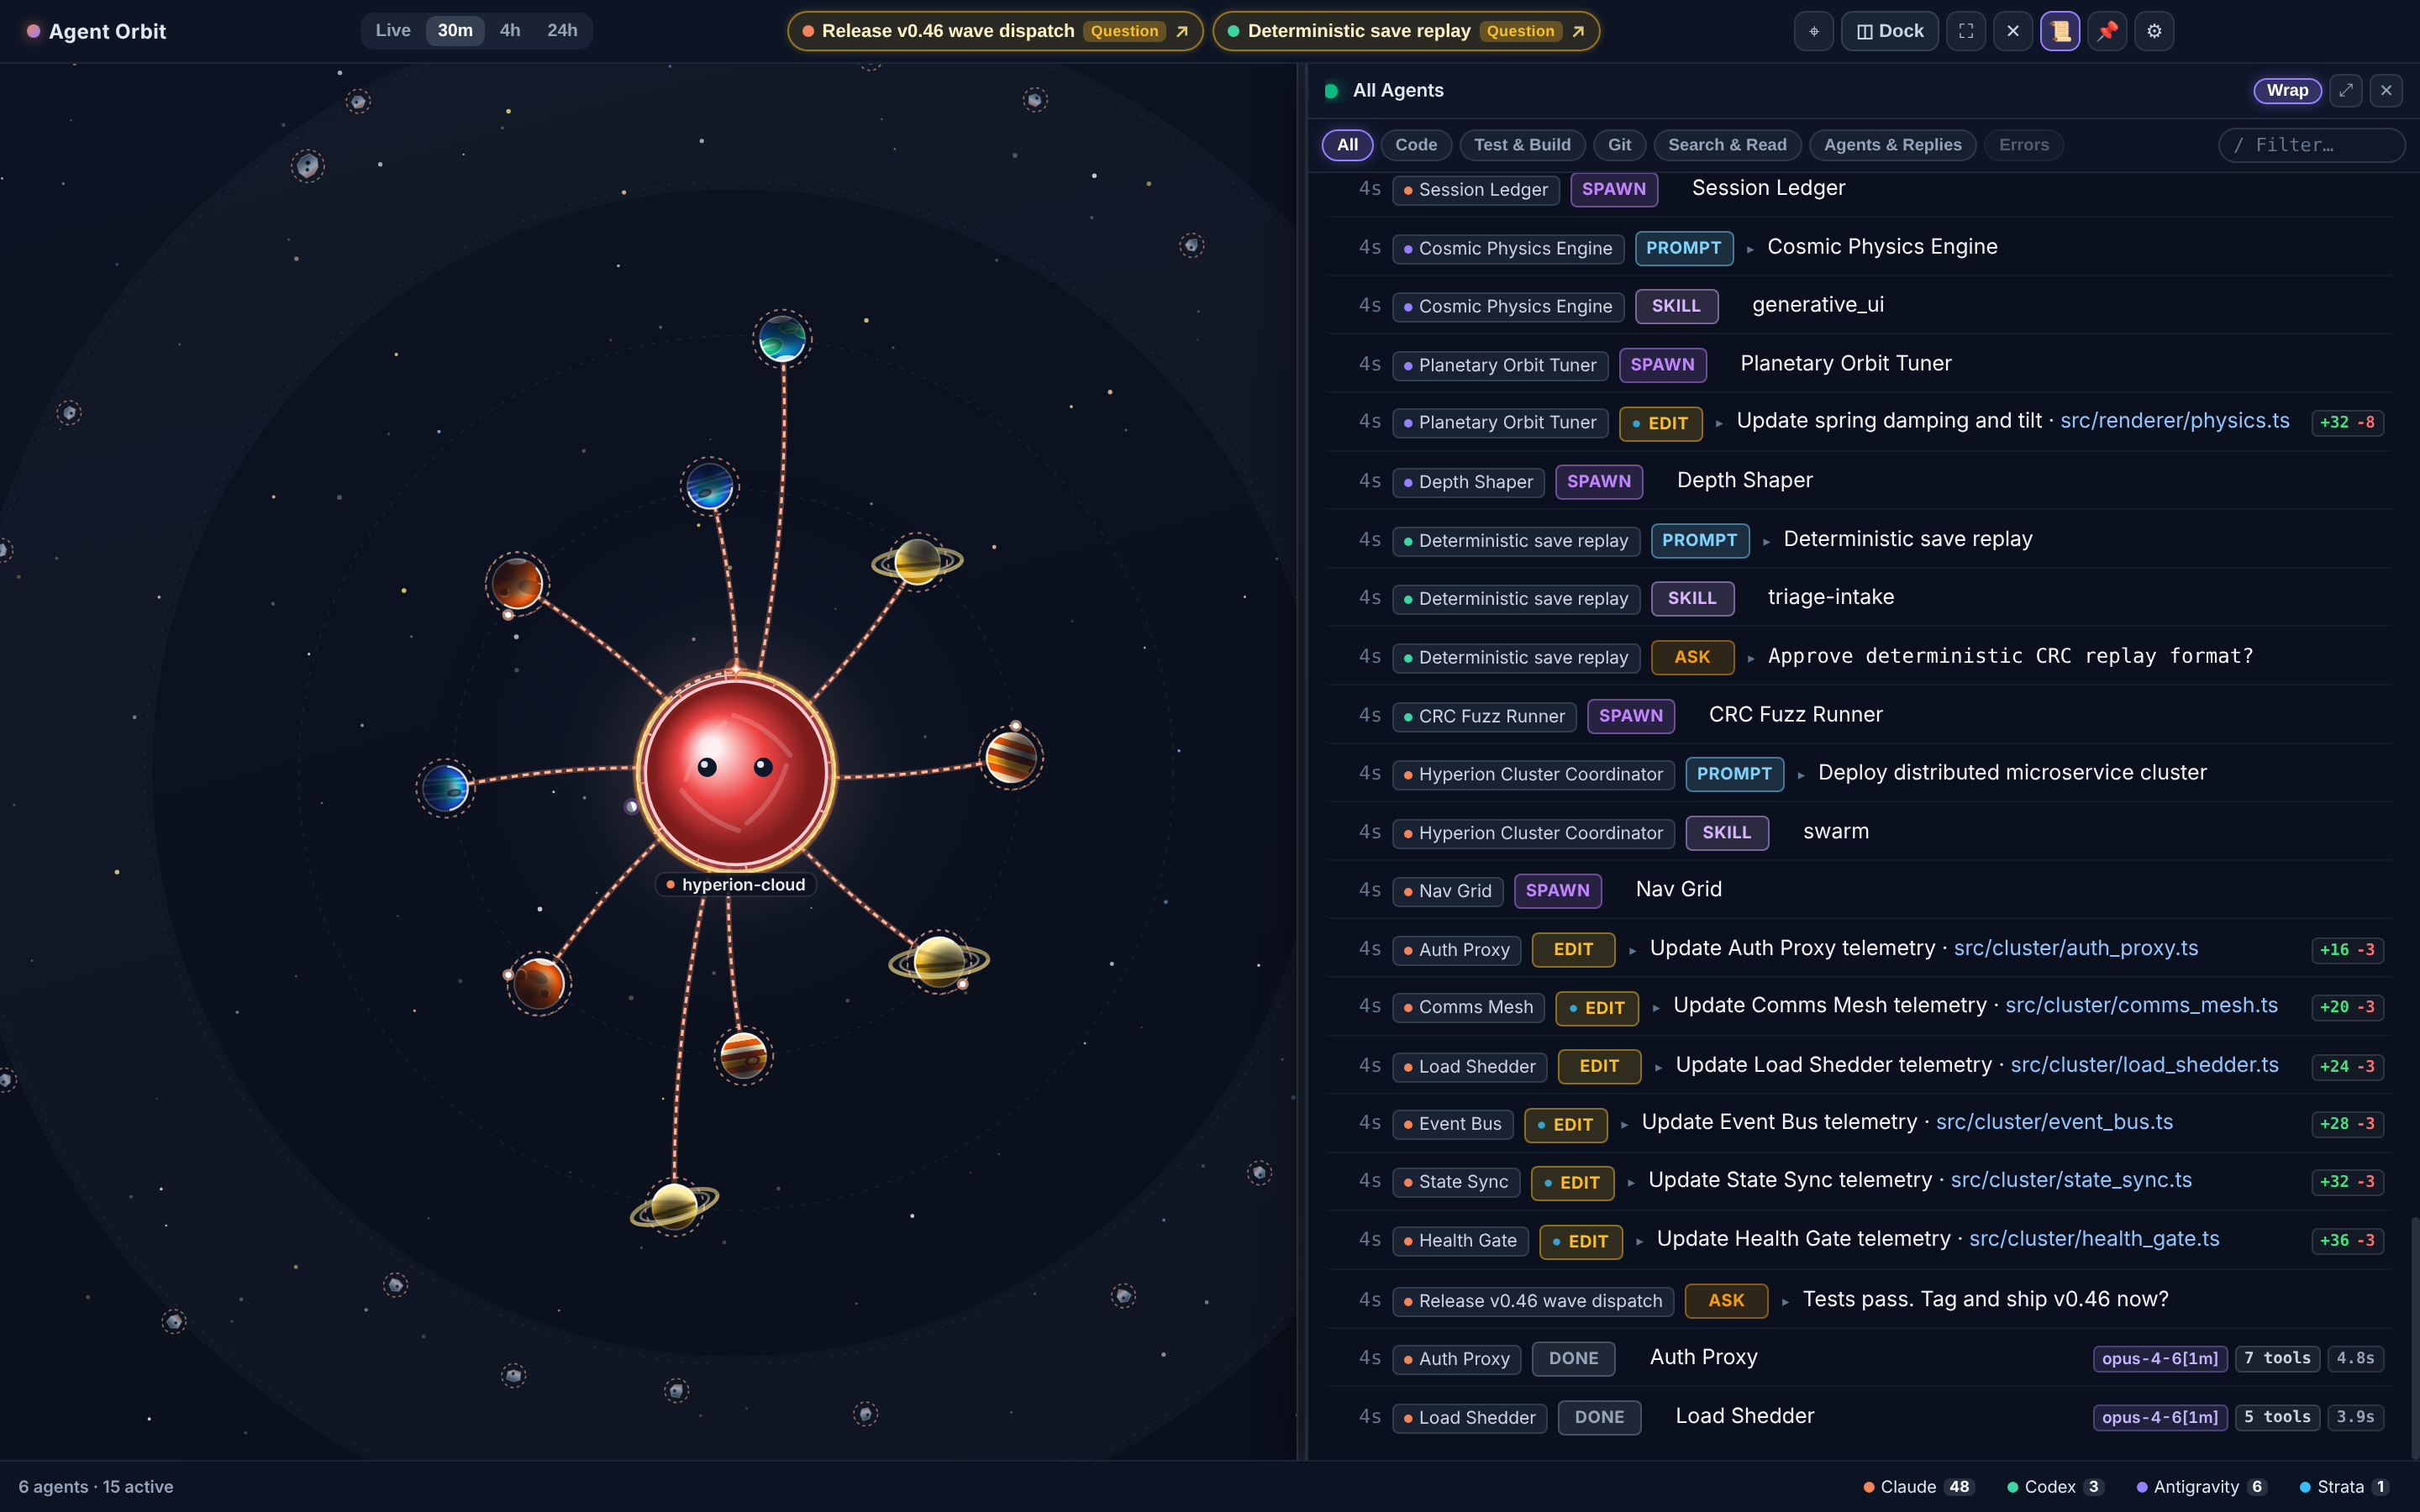 Agent Orbit
Live 30m 4h 24h
Release v0.46 wave dispatch Question ↗
Deterministic save replay Question ↗
Dock
All Agents
Wrap
All Code Test & Build Git Search & Read Agents & Replies Errors
/ Filter…
4s Session Ledger SPAWN Session Ledger
4s Cosmic Physics Engine PROMPT ▸ Cosmic Physics Engine
4s Cosmic Physics Engine SKILL generative_ui
4s Planetary Orbit Tuner SPAWN Planetary Orbit Tuner
4s Planetary Orbit Tuner EDIT ▸ Update spring damping and tilt · src/renderer/physics.ts +32 -8
4s Depth Shaper SPAWN Depth Shaper
4s Deterministic save replay PROMPT ▸ Deterministic save replay
4s Deterministic save replay SKILL triage-intake
4s Deterministic save replay ASK ▸ Approve deterministic CRC replay format?
4s CRC Fuzz Runner SPAWN CRC Fuzz Runner
4s Hyperion Cluster Coordinator PROMPT ▸ Deploy distributed microservice cluster
4s Hyperion Cluster Coordinator SKILL swarm
4s Nav Grid SPAWN Nav Grid
4s Auth Proxy EDIT ▸ Update Auth Proxy telemetry · src/cluster/auth_proxy.ts +16 -3
4s Comms Mesh EDIT ▸ Update Comms Mesh telemetry · src/cluster/comms_mesh.ts +20 -3
4s Load Shedder EDIT ▸ Update Load Shedder telemetry · src/cluster/load_shedder.ts +24 -3
4s Event Bus EDIT ▸ Update Event Bus telemetry · src/cluster/event_bus.ts +28 -3
4s State Sync EDIT ▸ Update State Sync telemetry · src/cluster/state_sync.ts +32 -3
4s Health Gate EDIT ▸ Update Health Gate telemetry · src/cluster/health_gate.ts +36 -3
4s Release v0.46 wave dispatch ASK ▸ Tests pass. Tag and ship v0.46 now?
4s Auth Proxy DONE Auth Proxy opus-4-6[1m] 7 tools 4.8s
4s Load Shedder DONE Load Shedder opus-4-6[1m] 5 tools 3.9s
hyperion-cloud
6 agents · 15 active
Claude 48 Codex 3 Antigravity 6 Strata 1